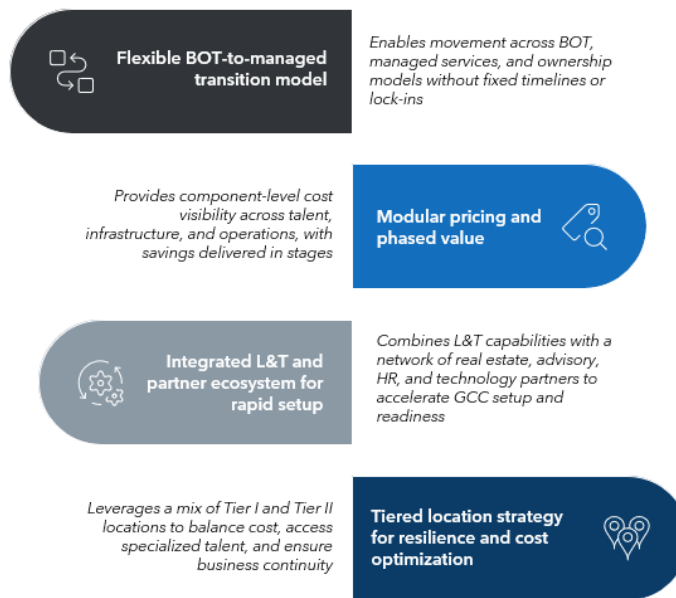 Flexible BOT-to-managed
transition model
Enables movement across BOT,
managed services, and ownership
models without fixed timelines or
lock-ins
Provides component-level cost
visibility across talent,
infrastructure, and operations, with
savings delivered in stages
Modular pricing and
phased value
Integrated L&T and
partner ecosystem for
rapid setup
Combines L&T capabilities with a
network of real estate, advisory,
HR, and technology partners to
accelerate GCC setup and
readiness
Leverages a mix of Tier I and Tier II
locations to balance cost, access
specialized talent, and ensure
business continuity
Tiered location strategy
for resilience and cost
optimization